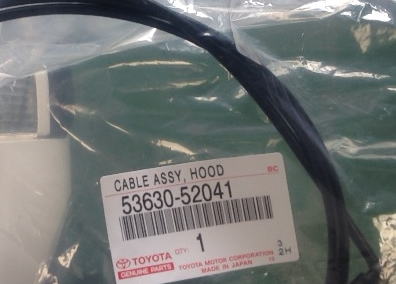 CABLE ASSY, HOOD BC
53630-52041
TOYOTA QTY: 1
GENUINE PARTS TOYOTA MOTOR CORPORATION 10
MADE IN JAPAN
3
2H